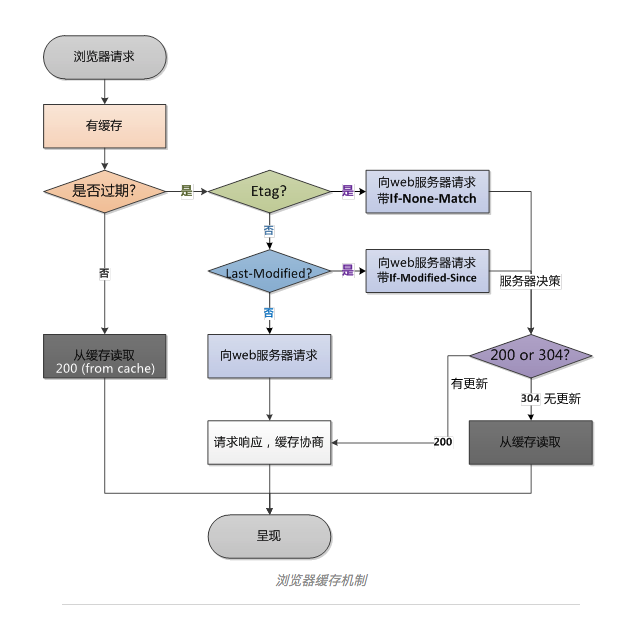 浏览器请求
有缓存
是否过期?
是
Etag?
是
向web服务器请求
带If-None-Match
否
否
Last-Modified?
是
向web服务器请求
带If-Modified-Since
服务器决策
否
从缓存读取
200 (from cache)
向web服务器请求
200 or 304?
有更新
304 无更新
请求响应，缓存协商
200
从缓存读取
呈现
浏览器缓存机制